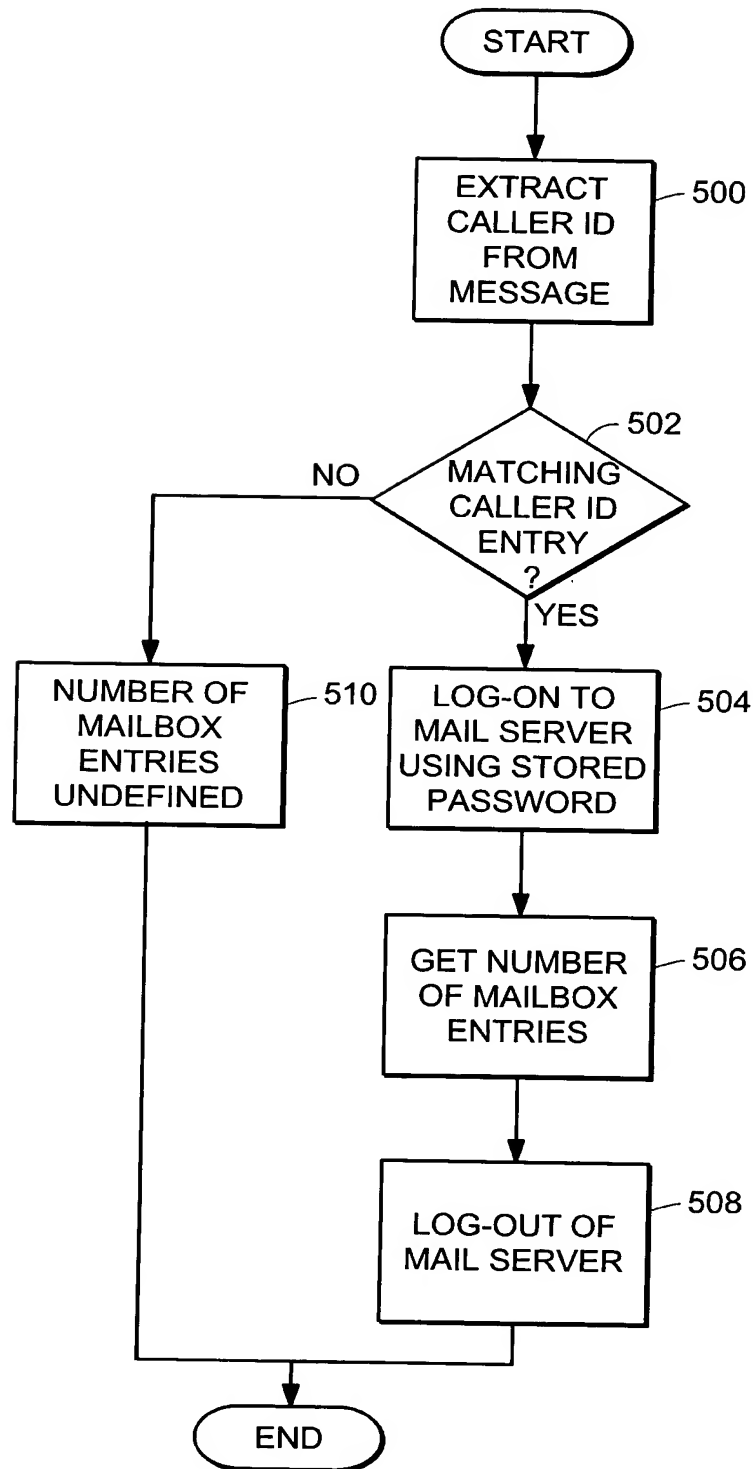 START
EXTRACT
CALLER ID
FROM
MESSAGE
500
502
MATCHING
CALLER ID
ENTRY
?
NO
YES
NUMBER OF
MAILBOX
ENTRIES
UNDEFINED
510
LOG-ON TO
MAIL SERVER
USING STORED
PASSWORD
504
GET NUMBER
OF MAILBOX
ENTRIES
506
LOG-OUT OF
MAIL SERVER
508
END